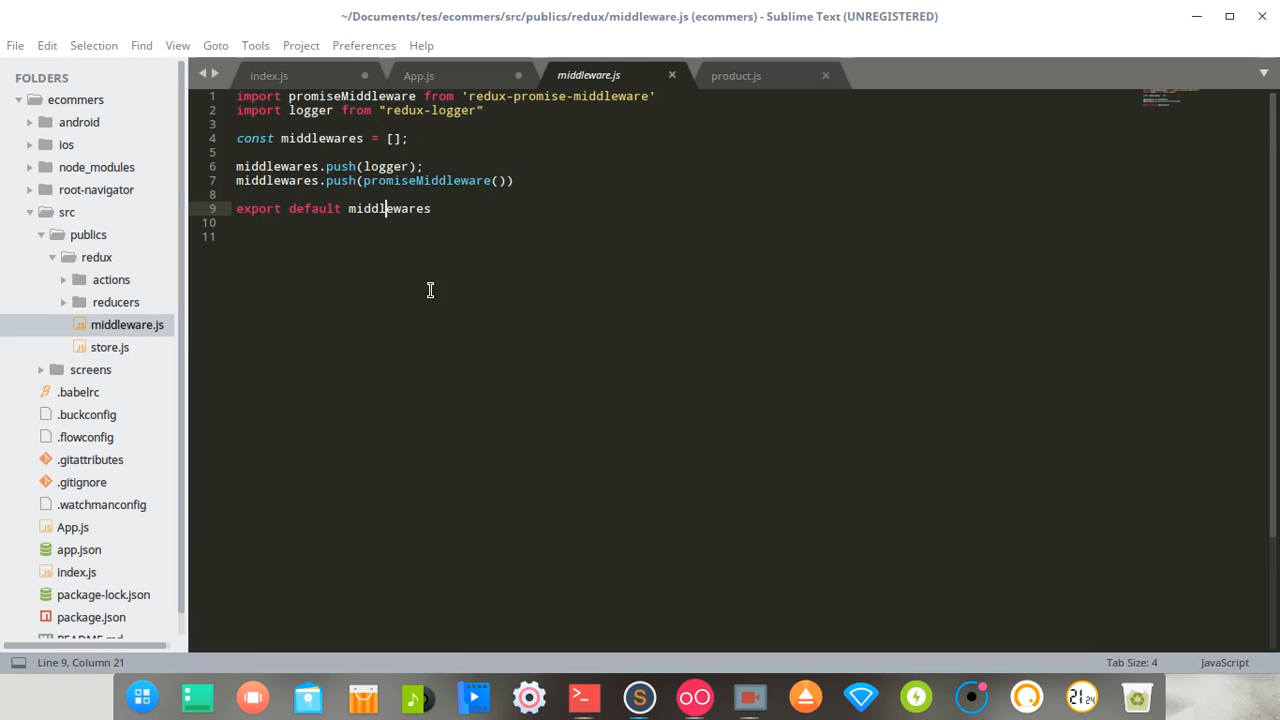 ~/Documents/tes/ecommers/src/publics/redux/middleware.js (ecommers) - Sublime Text (UNREGISTERED)
File Edit Selection Find View Goto Tools Project Preferences Help
FOLDERS
ecommers
android
ios
node_modules
root-navigator
src
publics
redux
actions
reducers
middleware.js
store.js
screens
.babelrc
.buckconfig
.flowconfig
.gitattributes
.gitignore
.watchmanconfig
App.js
app.json
index.js
package-lock.json
package.json
README.md
index.js App.js middleware.js product.js
1 import promiseMiddleware from 'redux-promise-middleware'
2 import logger from "redux-logger"
3
4 const middlewares = [];
5
6 middlewares.push(logger);
7 middlewares.push(promiseMiddleware())
8
9 export default middlewares
10
11
Line 9, Column 21 Tab Size: 4 JavaScript
21 24